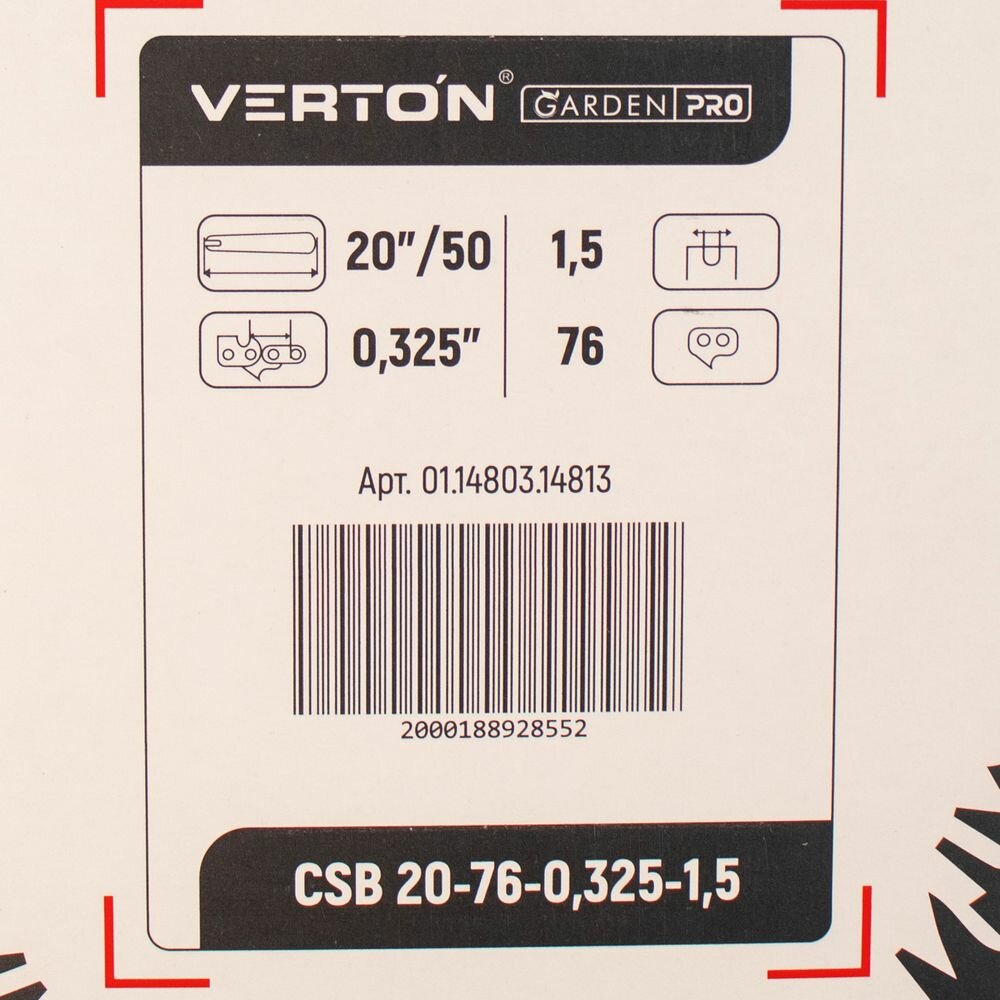 VERTÓN® GARDEN PRO
20"/50 1,5
0,325" 76
Арт. 01.14803.14813
2000188928552
CSB 20-76-0,325-1,5